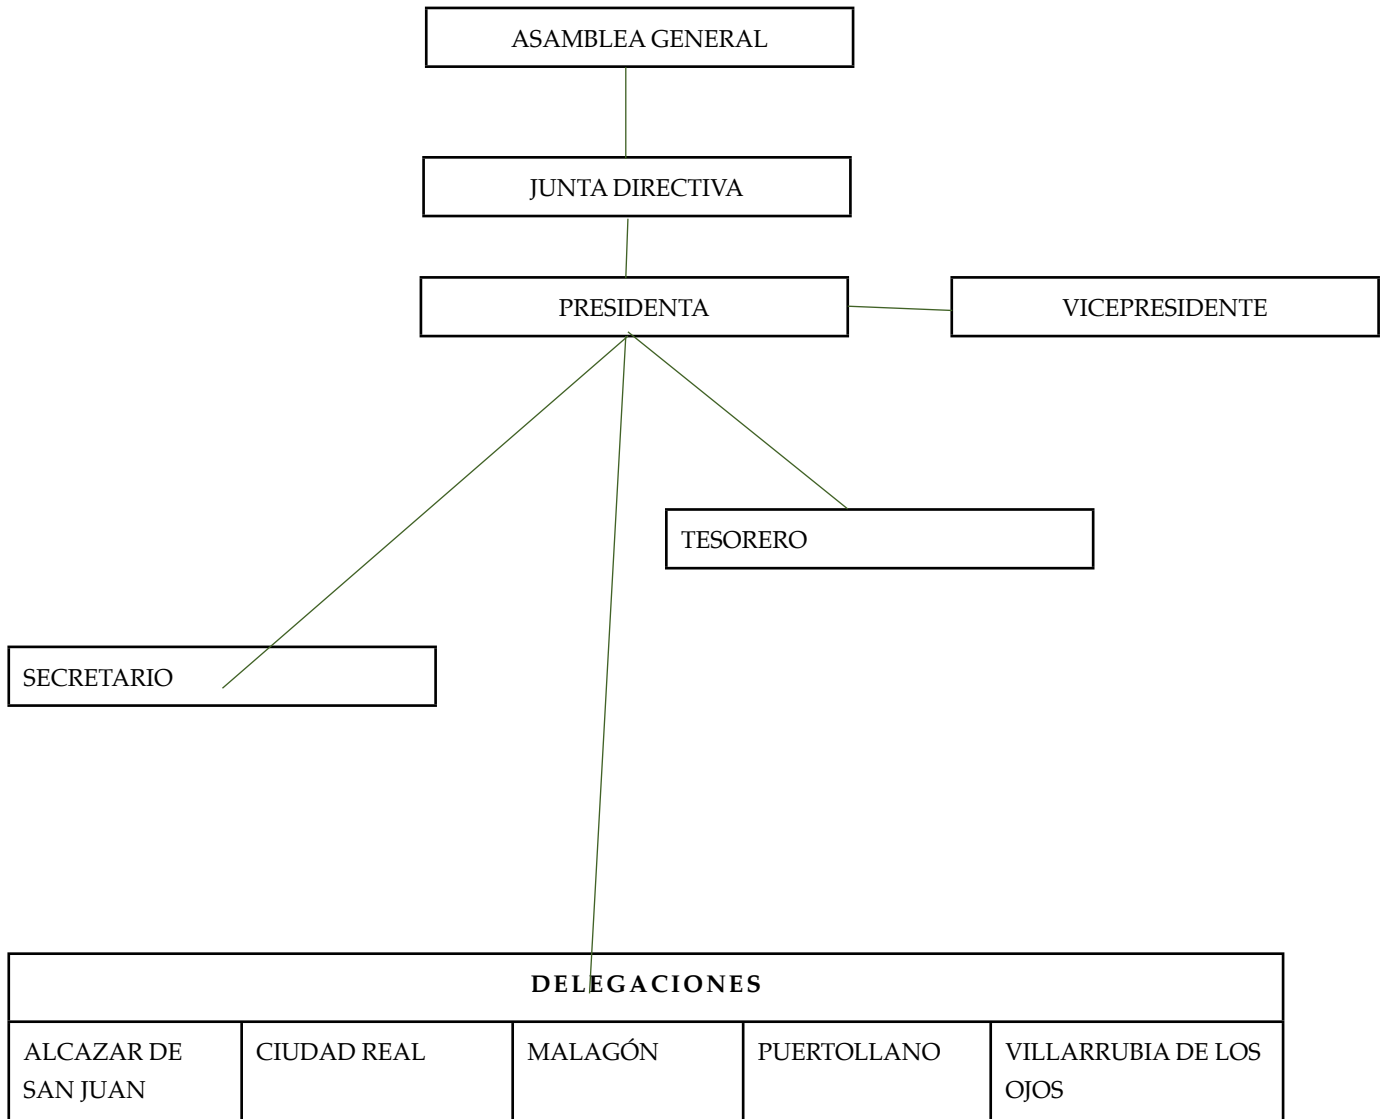 ASAMBLEA GENERAL
JUNTA DIRECTIVA
PRESIDENTA
VICEPRESIDENTE
TESORERO
SECRETARIO
DELEGACIONES
ALCAZAR DE
SAN JUAN
CIUDAD REAL
MALAGÓN
PUERTOLLANO
VILLARRUBIA DE LOS
OJOS